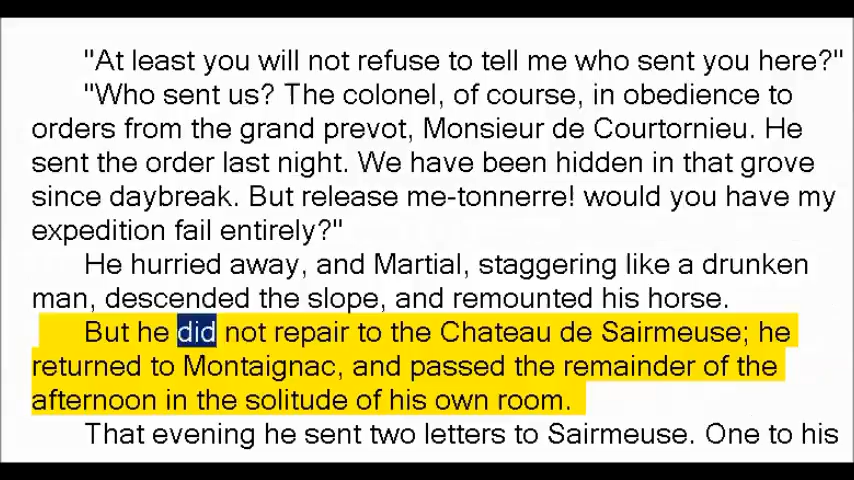 "At least you will not refuse to tell me who sent you here?"
"Who sent us? The colonel, of course, in obedience to
orders from the grand prevot, Monsieur de Courtornieu. He
sent the order last night. We have been hidden in that grove
since daybreak. But release me-tonnerre! would you have my
expedition fail entirely?"
He hurried away, and Martial, staggering like a drunken
man, descended the slope, and remounted his horse.
But he did not repair to the Chateau de Sairmeuse; he
returned to Montaignac, and passed the remainder of the
afternoon in the solitude of his own room.
That evening he sent two letters to Sairmeuse. One to his